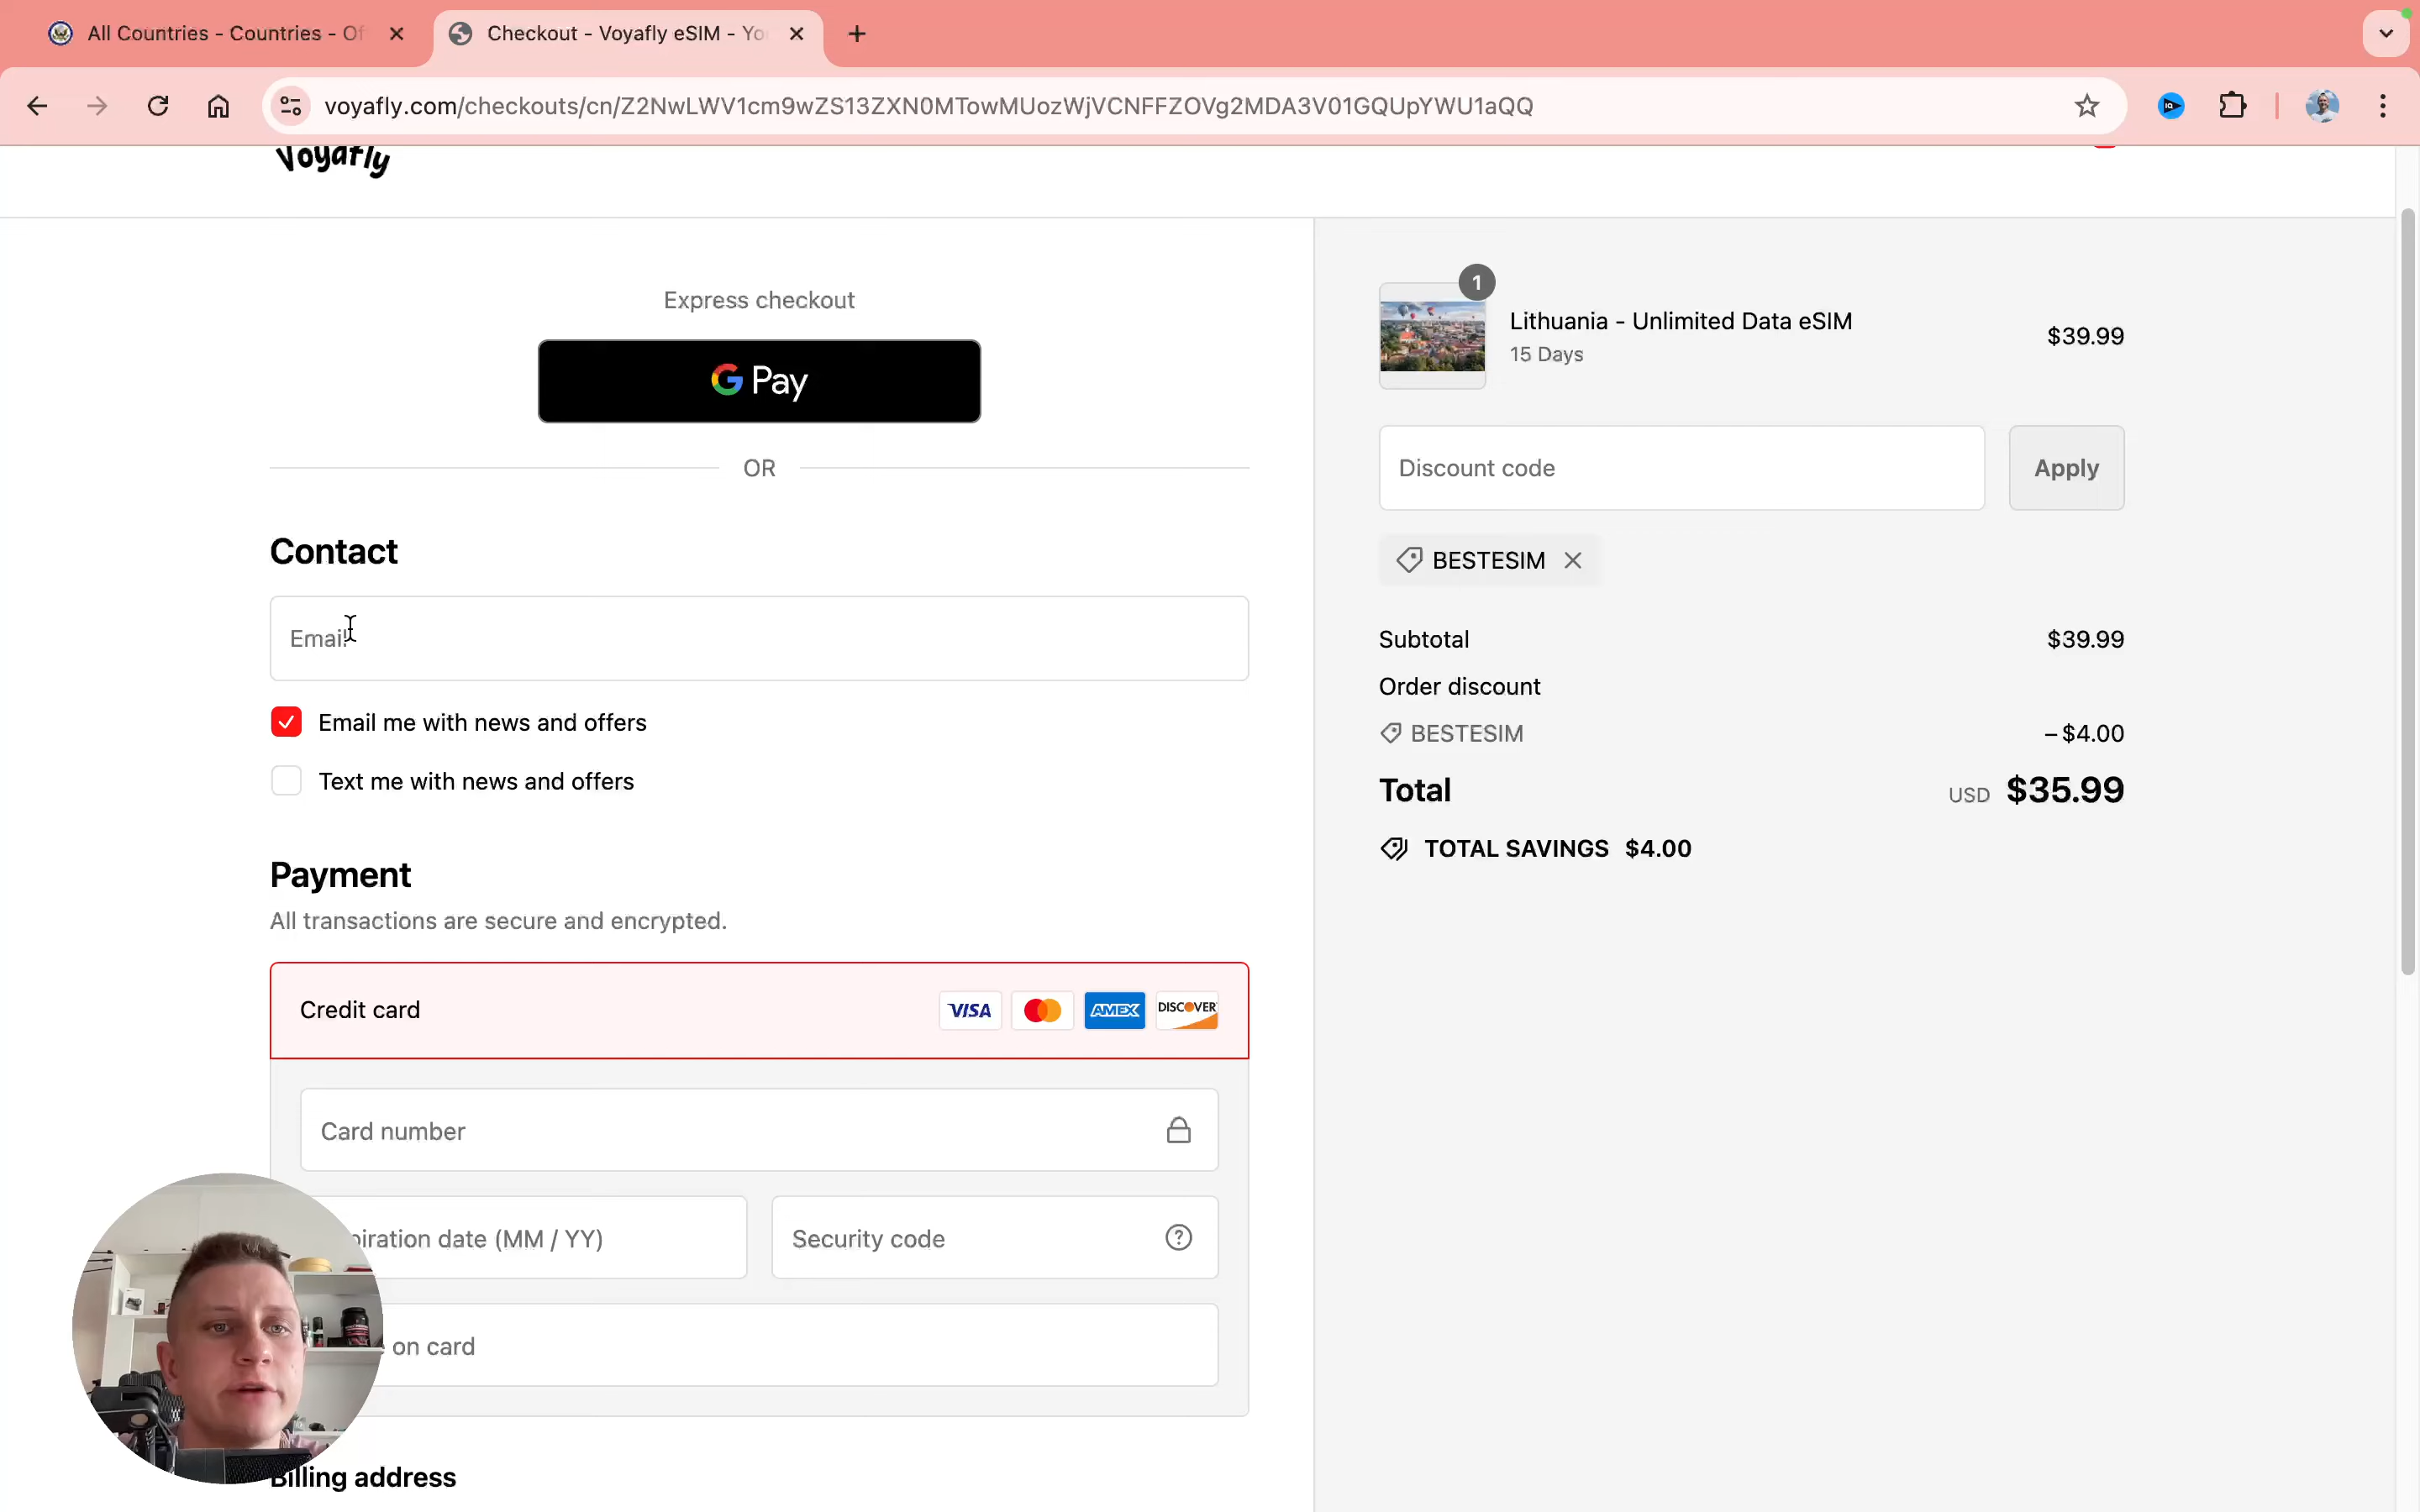 All Countries - Countries - Of
Checkout - Voyafly eSIM - Yo
voyafly.com/checkouts/cn/Z2NwLWV1cm9wZS13ZXN0MTowMUozWjVCNFFZOVg2MDA3V01GQUpYWU1aQQ
Voyafly
Express checkout
G Pay
OR
Contact
Email
Email me with news and offers
Text me with news and offers
Payment
All transactions are secure and encrypted.
Credit card
VISA
AMEX
DISCOVER
Card number
piration date (MM / YY)
Security code
on card
Billing address
1
Lithuania - Unlimited Data eSIM
15 Days
$39.99
Discount code
Apply
BESTESIM
Subtotal
$39.99
Order discount
BESTESIM
– $4.00
Total
USD $35.99
TOTAL SAVINGS $4.00